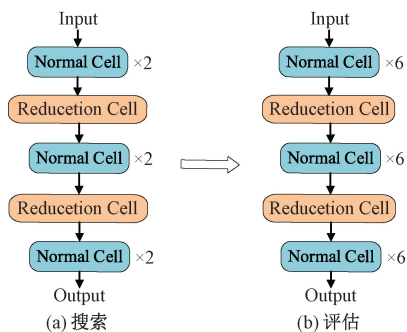 Input
Normal Cell ×2
Reducetion Cell
Normal Cell ×2
Reducetion Cell
Normal Cell ×2
Output
(a) 搜索
Input
Normal Cell ×6
Reducetion Cell
Normal Cell ×6
Reducetion Cell
Normal Cell ×6
Output
(b) 评估